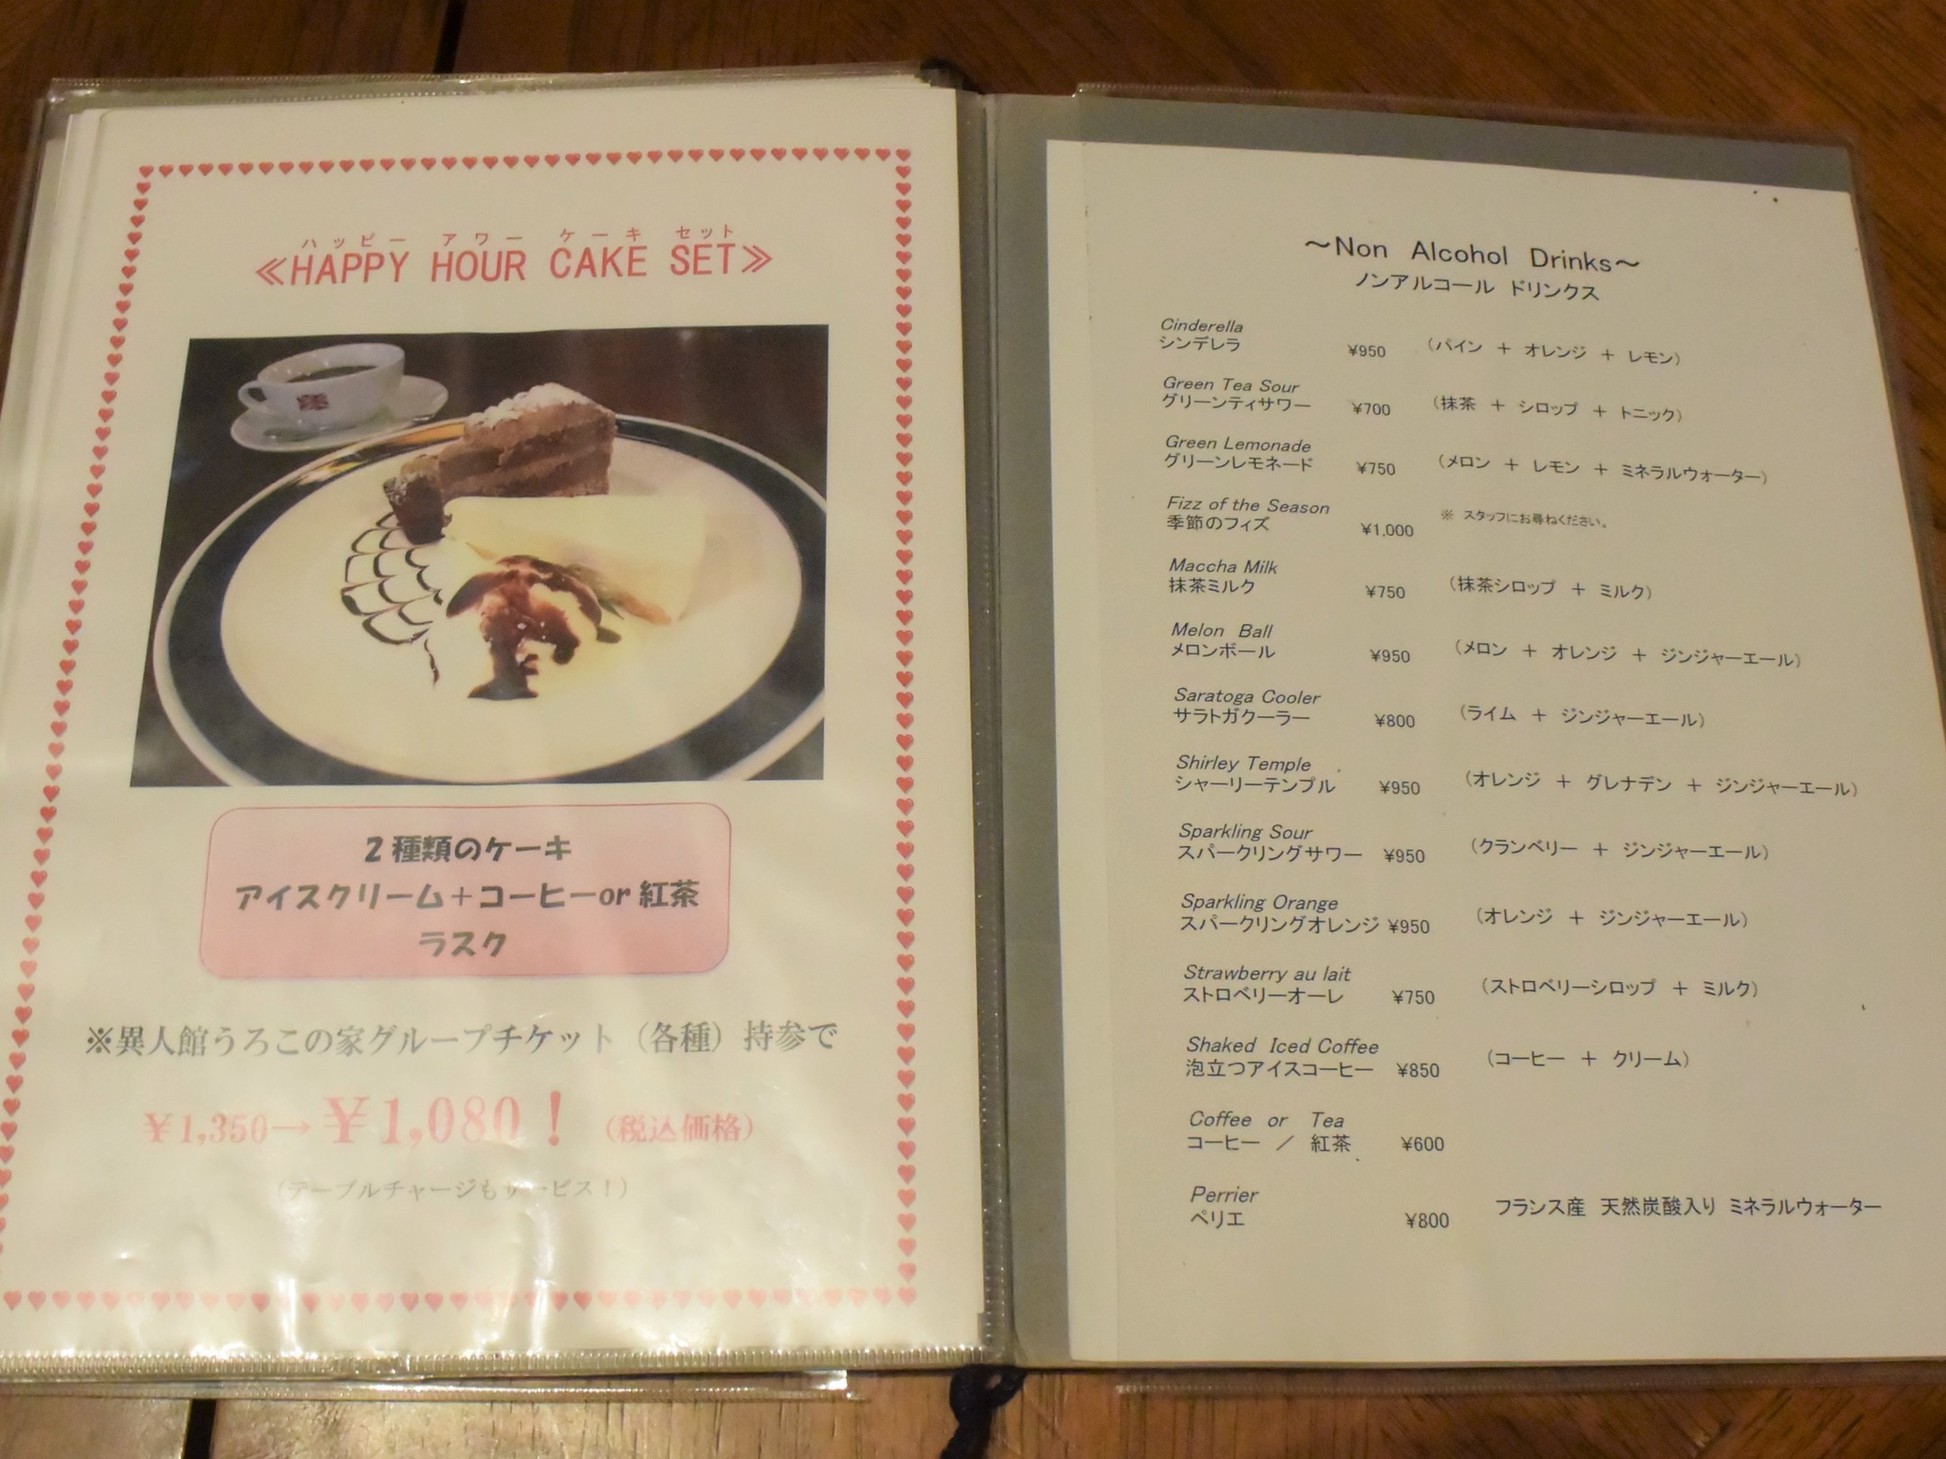 ハッピー アワー ケーキ セット
≪HAPPY HOUR CAKE SET≫
2種類のケーキ
アイスクリーム+コーヒーor紅茶
ラスク
※異人館うろこの家グループチケット（各種）持参で
￥1,350→￥1,080！（税込価格）
（テーブルチャージもサービス！）
～Non Alcohol Drinks～
ノンアルコール ドリンクス
Cinderella
シンデレラ ¥950 （パイン + オレンジ + レモン）
Green Tea Sour
グリーンティサワー ¥700 （抹茶 + シロップ + トニック）
Green Lemonade
グリーンレモネード ¥750 （メロン + レモン + ミネラルウォーター）
Fizz of the Season
季節のフィズ ¥1,000 ※ スタッフにお尋ねください。
Maccha Milk
抹茶ミルク ¥750 （抹茶シロップ + ミルク）
Melon Ball
メロンボール ¥950 （メロン + オレンジ + ジンジャーエール）
Saratoga Cooler
サラトガクーラー ¥800 （ライム + ジンジャーエール）
Shirley Temple
シャーリーテンプル ¥950 （オレンジ + グレナデン + ジンジャーエール）
Sparkling Sour
スパークリングサワー ¥950 （クランベリー + ジンジャーエール）
Sparkling Orange
スパークリングオレンジ ¥950 （オレンジ + ジンジャーエール）
Strawberry au lait
ストロベリーオーレ ¥750 （ストロベリーシロップ + ミルク）
Shaked Iced Coffee
泡立つアイスコーヒー ¥850 （コーヒー + クリーム）
Coffee or Tea
コーヒー ／ 紅茶 ¥600
Perrier
ペリエ ¥800 フランス産 天然炭酸入り ミネラルウォーター